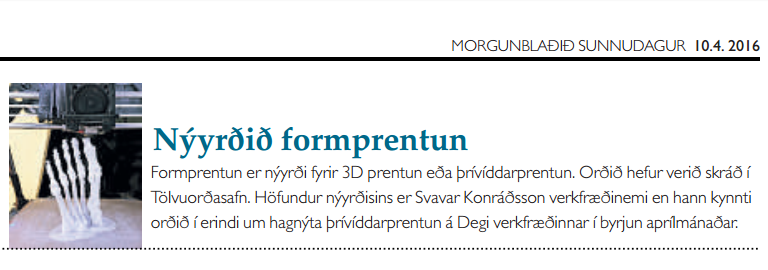 MORGUNBLAÐIÐ SUNNUDAGUR 10.4. 2016
Nýyrðið formprentun
Formprentun er nýyrði fyrir 3D prentun eða þrívíddarprentun. Orðið hefur verið skráð í
Tölvuorðasafn. Höfundur nýyrðisins er Svavar Konráðsson verkfræðinemi en hann kynnti
orðið í erindi um hagnýta þrívíddarprentun á Degi verkfræðinnar í byrjun aprílmánaðar.